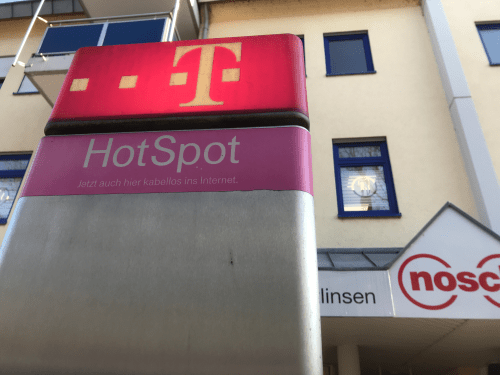 T
HotSpot
Jetzt auch hier kabellos ins Internet.
linsen
nosc